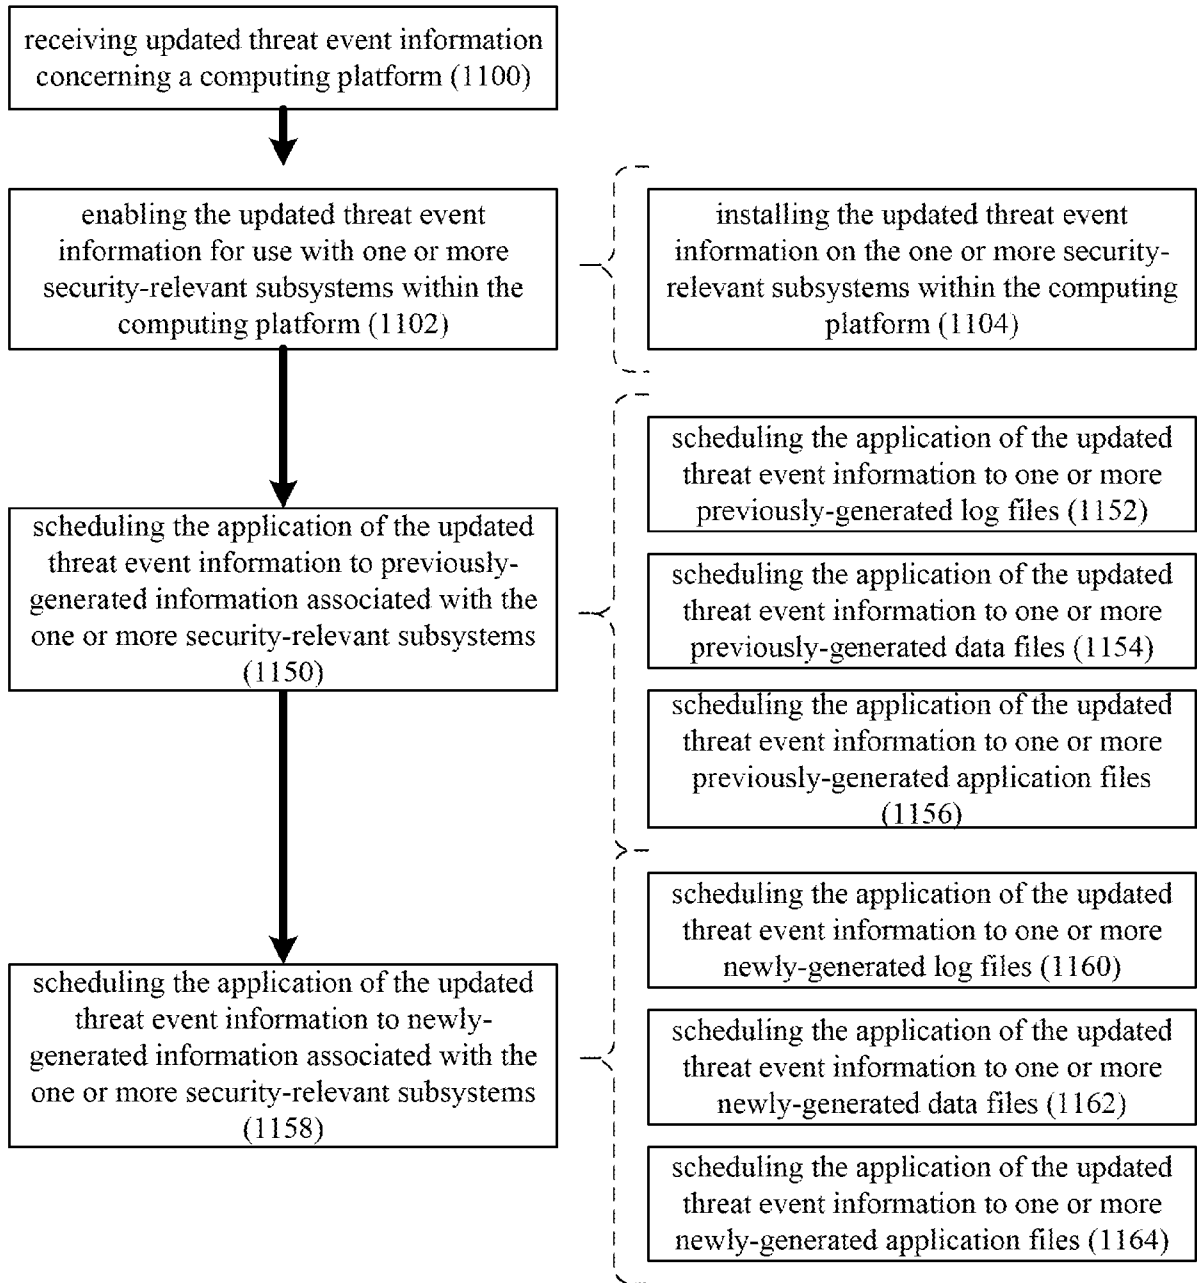 receiving updated threat event information
concerning a computing platform (1100)
enabling the updated threat event
information for use with one or more
security-relevant subsystems within the
computing platform (1102)
installing the updated threat event
information on the one or more security-
relevant subsystems within the computing
platform (1104)
scheduling the application of the updated
threat event information to previously-
generated information associated with the
one or more security-relevant subsystems
(1150)
scheduling the application of the updated
threat event information to one or more
previously-generated log files (1152)
scheduling the application of the updated
threat event information to one or more
previously-generated data files (1154)
scheduling the application of the updated
threat event information to one or more
previously-generated application files
(1156)
scheduling the application of the updated
threat event information to newly-
generated information associated with the
one or more security-relevant subsystems
(1158)
scheduling the application of the updated
threat event information to one or more
newly-generated log files (1160)
scheduling the application of the updated
threat event information to one or more
newly-generated data files (1162)
scheduling the application of the updated
threat event information to one or more
newly-generated application files (1164)